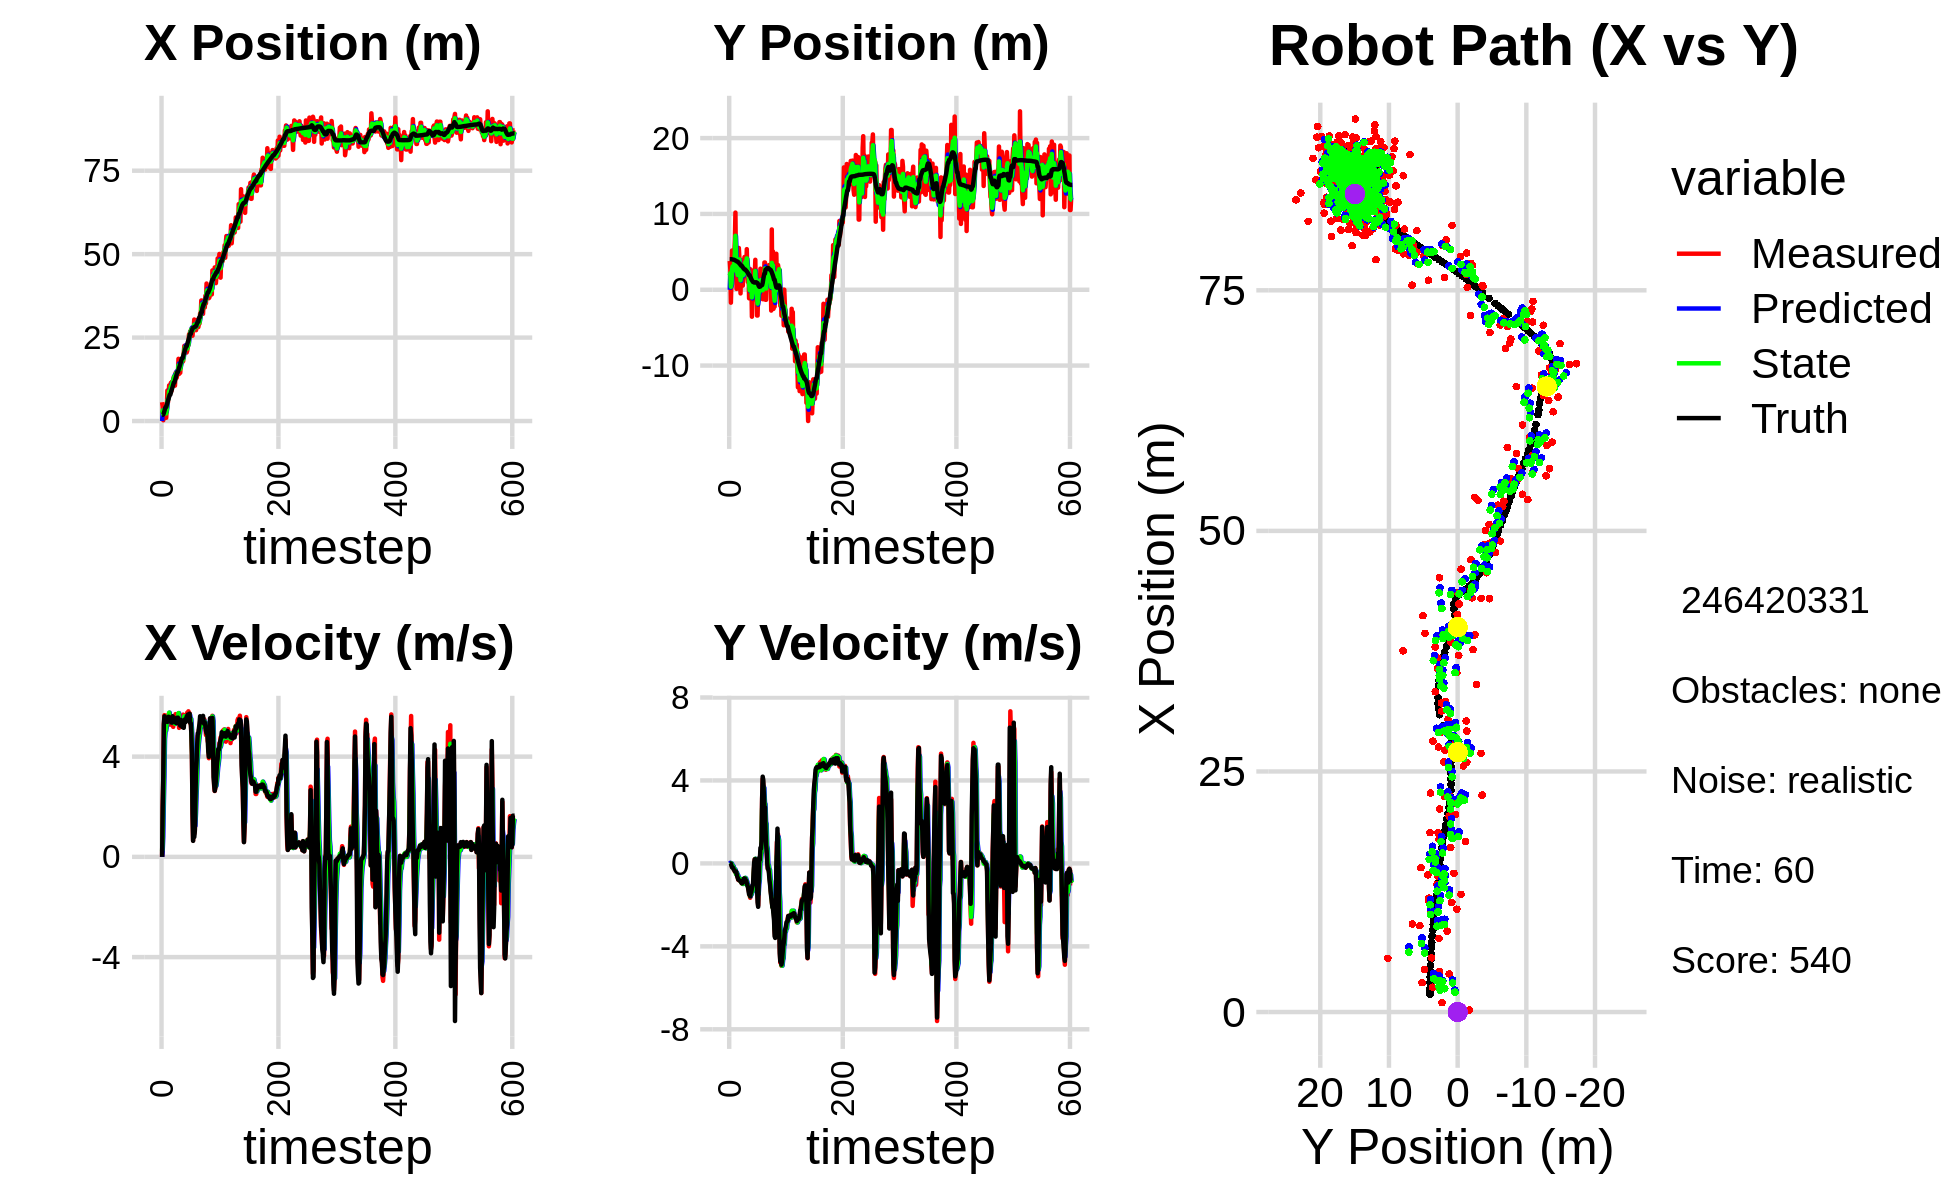 X Position (m)
75
50
25
0
0
200
400
600
timestep
Y Position (m)
20
10
0
-10
0
200
400
600
timestep
X Velocity (m/s)
4
0
-4
0
200
400
600
timestep
Y Velocity (m/s)
8
4
0
-4
-8
0
200
400
600
timestep
Robot Path (X vs Y)
X Position (m)
75
50
25
0
20 10 0 -10 -20
Y Position (m)
variable
Measured
Predicted
State
Truth
246420331
Obstacles: none
Noise: realistic
Time: 60
Score: 540